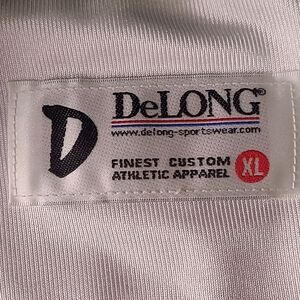 D
DeLONG®
www.delong-sportswear.com
FINEST CUSTOM
ATHLETIC APPAREL XL